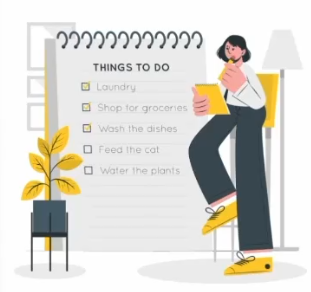 THINGS TO DO
Laundry
Shop for groceries
Wash the dishes
Feed the cat
Water the plants